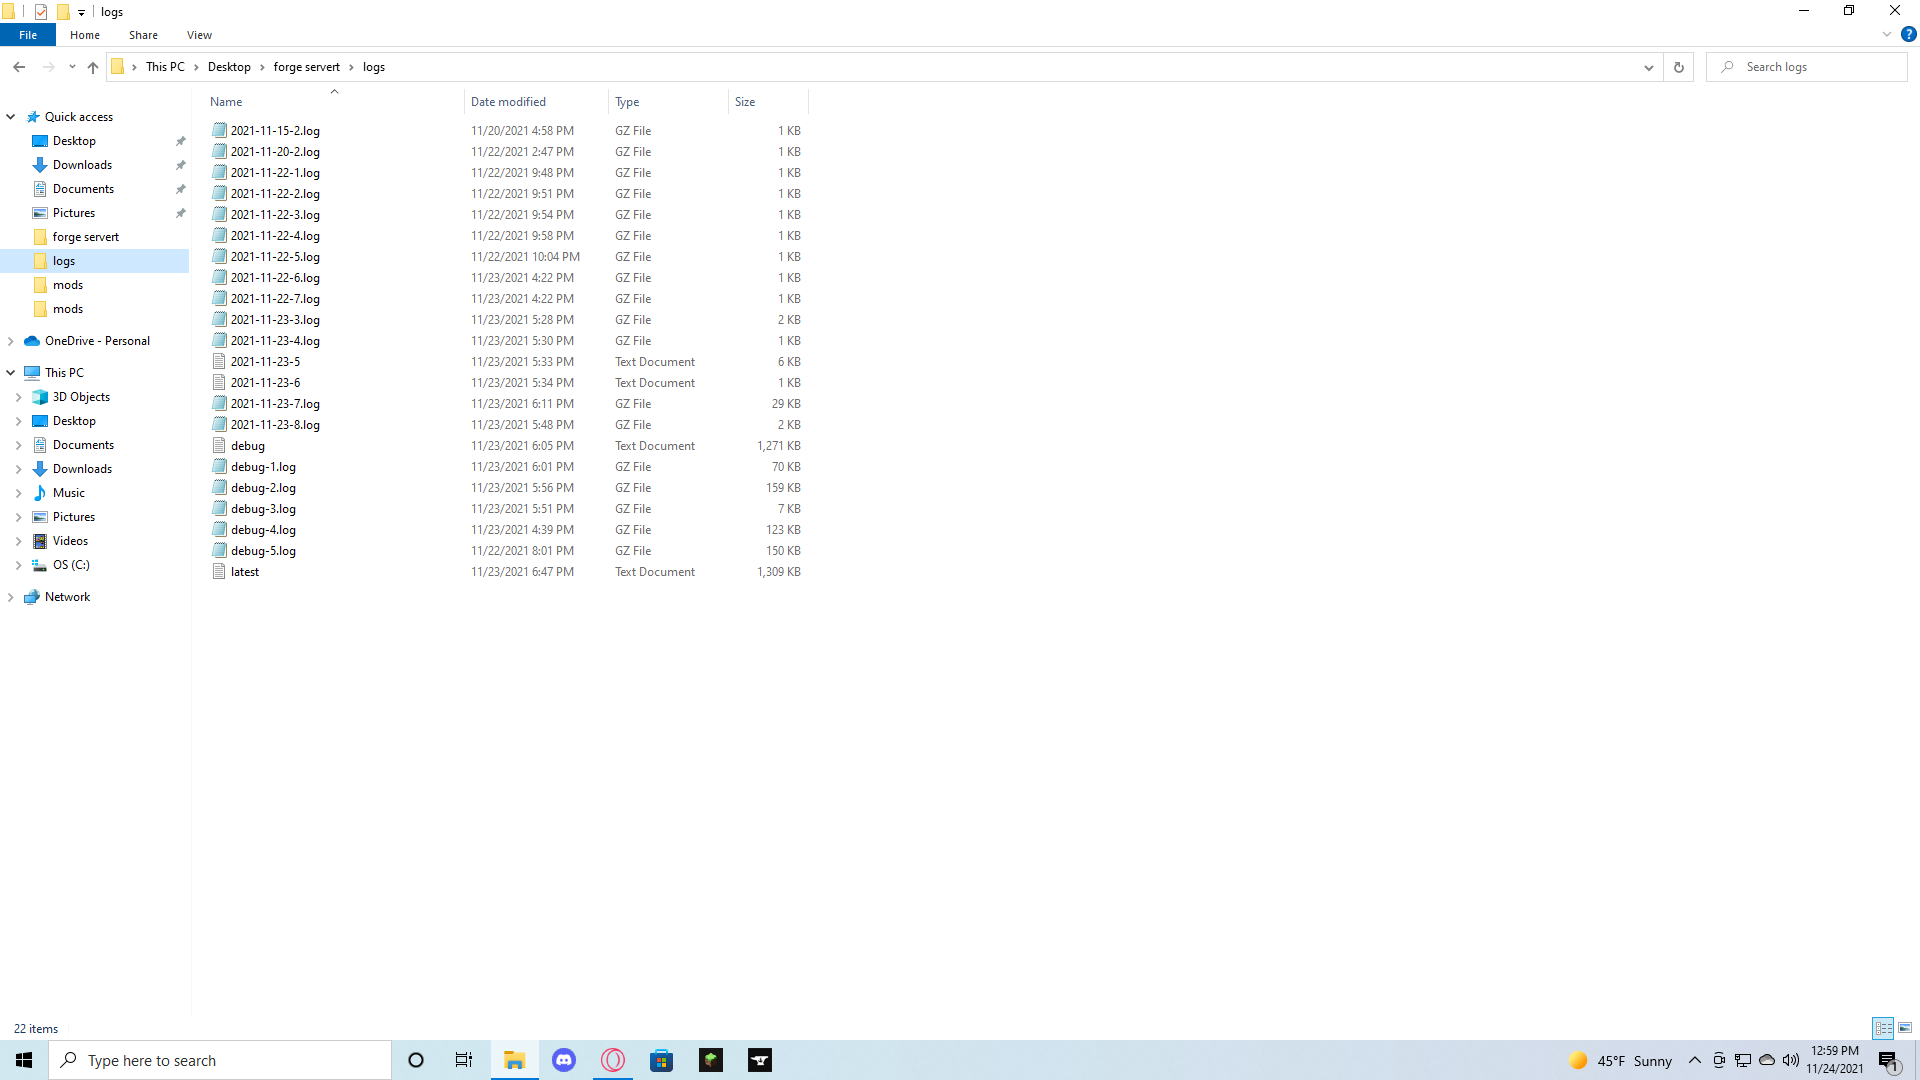 logs
File Home Share View
This PC Desktop forge servert logs
Search logs
Name Date modified Type Size
Quick access
Desktop
Downloads
Documents
Pictures
forge servert
logs
mods
mods
OneDrive - Personal
This PC
3D Objects
Desktop
Documents
Downloads
Music
Pictures
Videos
OS (C:)
Network
2021-11-15-2.log 11/20/2021 4:58 PM GZ File 1 KB
2021-11-20-2.log 11/22/2021 2:47 PM GZ File 1 KB
2021-11-22-1.log 11/22/2021 9:48 PM GZ File 1 KB
2021-11-22-2.log 11/22/2021 9:51 PM GZ File 1 KB
2021-11-22-3.log 11/22/2021 9:54 PM GZ File 1 KB
2021-11-22-4.log 11/22/2021 9:58 PM GZ File 1 KB
2021-11-22-5.log 11/22/2021 10:04 PM GZ File 1 KB
2021-11-22-6.log 11/23/2021 4:22 PM GZ File 1 KB
2021-11-22-7.log 11/23/2021 4:22 PM GZ File 1 KB
2021-11-23-3.log 11/23/2021 5:28 PM GZ File 2 KB
2021-11-23-4.log 11/23/2021 5:30 PM GZ File 1 KB
2021-11-23-5 11/23/2021 5:33 PM Text Document 6 KB
2021-11-23-6 11/23/2021 5:34 PM Text Document 1 KB
2021-11-23-7.log 11/23/2021 6:11 PM GZ File 29 KB
2021-11-23-8.log 11/23/2021 5:48 PM GZ File 2 KB
debug 11/23/2021 6:05 PM Text Document 1,271 KB
debug-1.log 11/23/2021 6:01 PM GZ File 70 KB
debug-2.log 11/23/2021 5:56 PM GZ File 159 KB
debug-3.log 11/23/2021 5:51 PM GZ File 7 KB
debug-4.log 11/23/2021 4:39 PM GZ File 123 KB
debug-5.log 11/22/2021 8:01 PM GZ File 150 KB
latest 11/23/2021 6:47 PM Text Document 1,309 KB
22 items
Type here to search
45°F Sunny
12:59 PM
11/24/2021
1